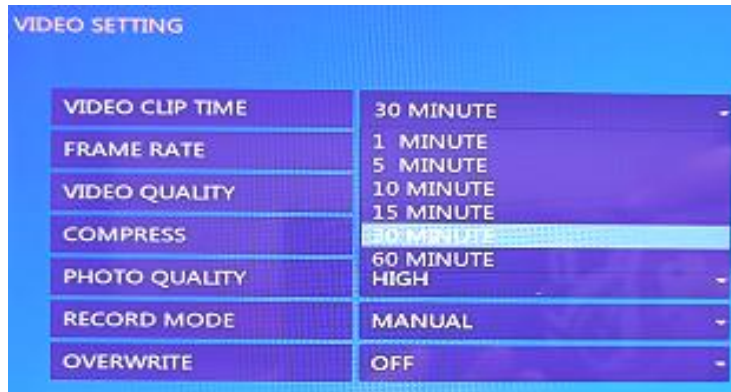 VIDEO SETTING
VIDEO CLIP TIME
30 MINUTE
FRAME RATE
1 MINUTE
5 MINUTE
VIDEO QUALITY
10 MINUTE
15 MINUTE
COMPRESS
30 MINUTE
60 MINUTE
PHOTO QUALITY
HIGH
RECORD MODE
MANUAL
OVERWRITE
OFF